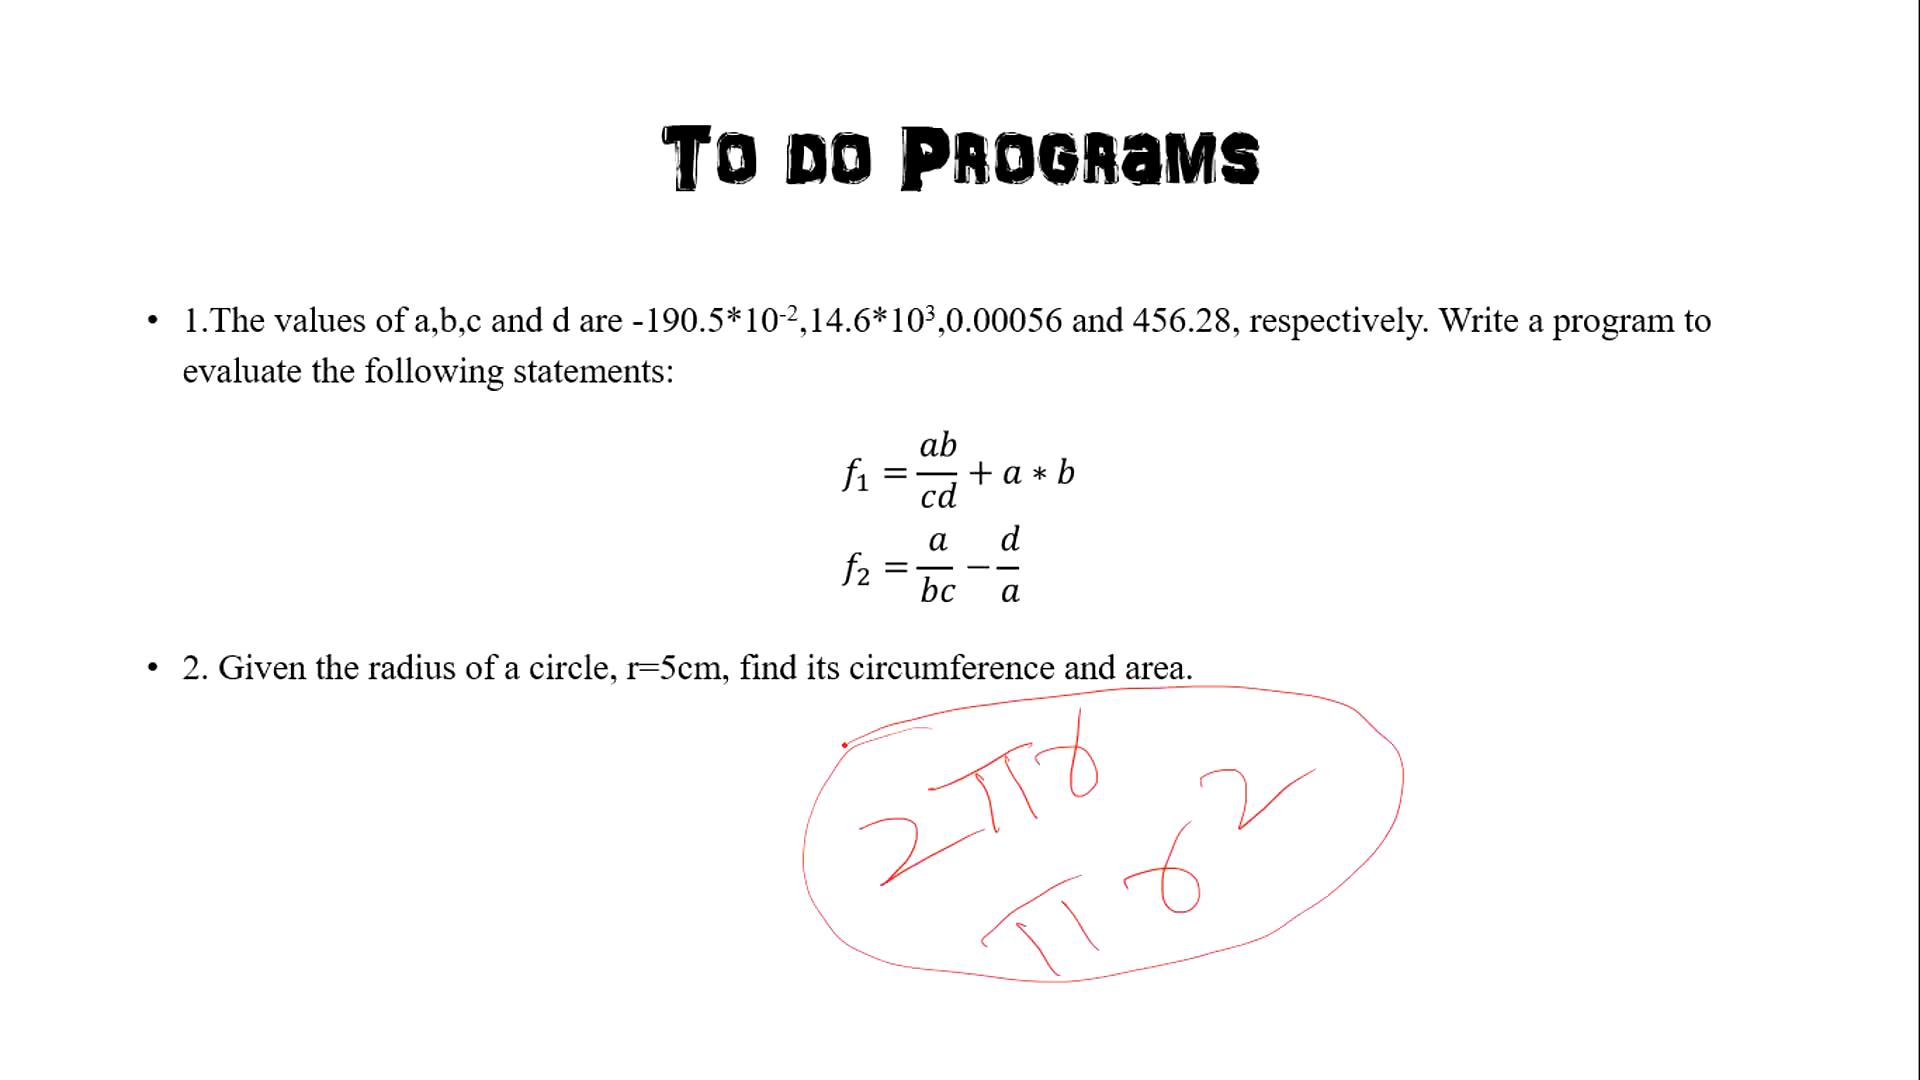 To do Programs
• 1.The values of a,b,c and d are -190.5*10⁻²,14.6*10³,0.00056 and 456.28, respectively. Write a program to
evaluate the following statements:
f₁ = ab/cd + a ∗ b
f₂ = a/bc − d/a
• 2. Given the radius of a circle, r=5cm, find its circumference and area.
2πr
πr²